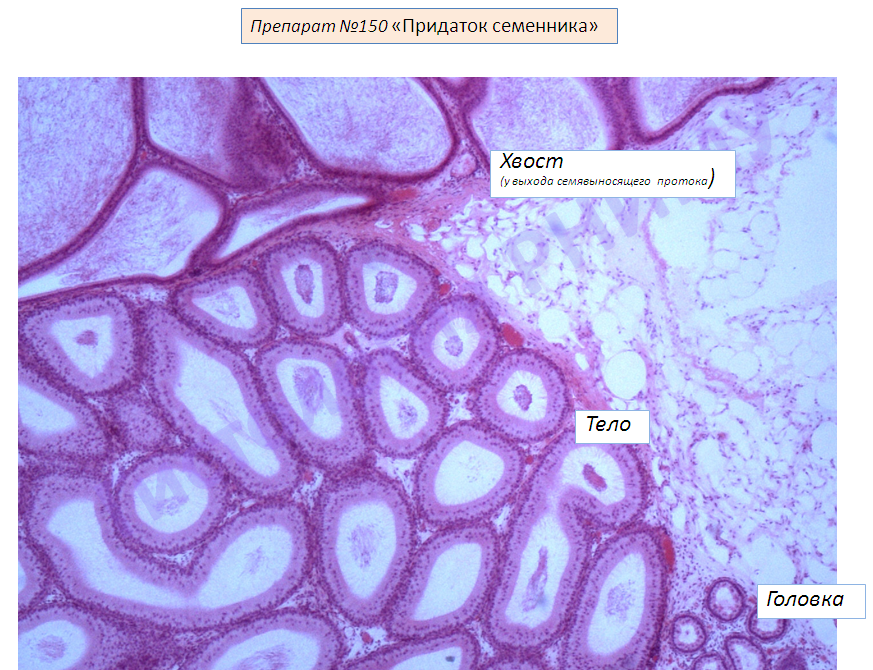 Препарат №150 «Придаток семенника»
Хвост
(у выхода семявыносящего протока)
Тело
Головка